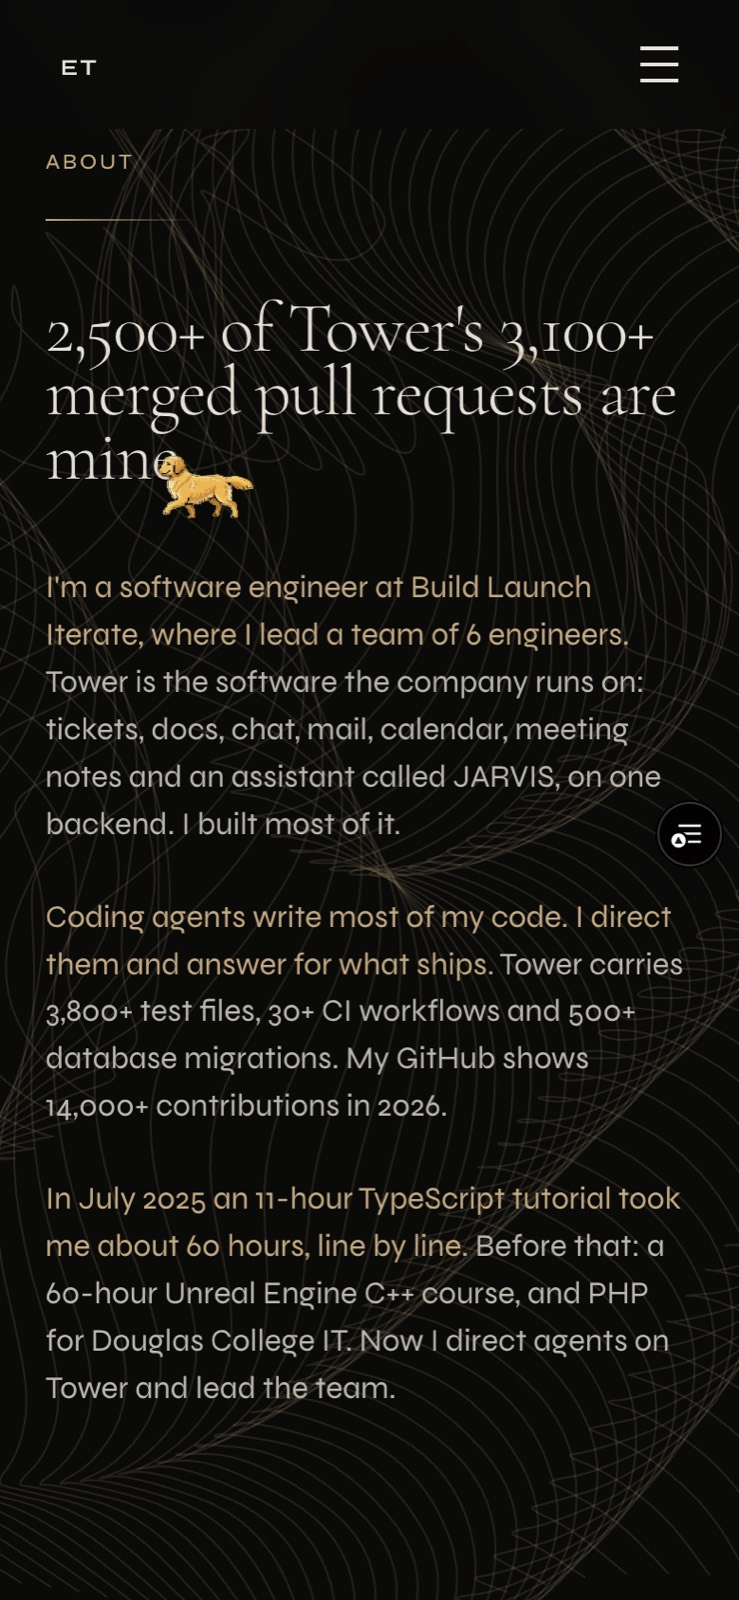 ET
ABOUT
2,500+ of Tower's 3,100+
merged pull requests are
mine
I'm a software engineer at Build Launch
Iterate, where I lead a team of 6 engineers.
Tower is the software the company runs on:
tickets, docs, chat, mail, calendar, meeting
notes and an assistant called JARVIS, on one
backend. I built most of it.
Coding agents write most of my code. I direct
them and answer for what ships. Tower carries
3,800+ test files, 30+ CI workflows and 500+
database migrations. My GitHub shows
14,000+ contributions in 2026.
In July 2025 an 11-hour TypeScript tutorial took
me about 60 hours, line by line. Before that: a
60-hour Unreal Engine C++ course, and PHP
for Douglas College IT. Now I direct agents on
Tower and lead the team.